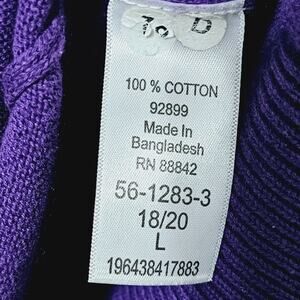 D
100 % COTTON
92899
Made In
Bangladesh
RN 88842
56-1283-3
18/20
L
196438417883